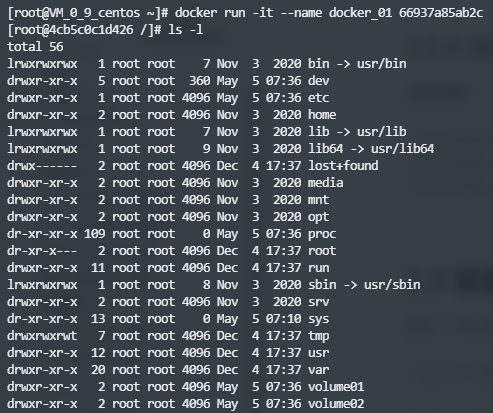 [root@VM_0_9_centos ~]# docker run -it --name docker_01 66937a85ab2c
[root@4cb5c0c1d426 /]# ls -l
total 56
lrwxrwxrwx   1 root root    7 Nov  3  2020 bin -> usr/bin
drwxr-xr-x   5 root root  360 May  5 07:36 dev
drwxr-xr-x   1 root root 4096 May  5 07:36 etc
drwxr-xr-x   2 root root 4096 Nov  3  2020 home
lrwxrwxrwx   1 root root    7 Nov  3  2020 lib -> usr/lib
lrwxrwxrwx   1 root root    9 Nov  3  2020 lib64 -> usr/lib64
drwx------   2 root root 4096 Dec  4 17:37 lost+found
drwxr-xr-x   2 root root 4096 Nov  3  2020 media
drwxr-xr-x   2 root root 4096 Nov  3  2020 mnt
drwxr-xr-x   2 root root 4096 Nov  3  2020 opt
dr-xr-xr-x 109 root root    0 May  5 07:36 proc
dr-xr-x---   2 root root 4096 Dec  4 17:37 root
drwxr-xr-x  11 root root 4096 Dec  4 17:37 run
lrwxrwxrwx   1 root root    8 Nov  3  2020 sbin -> usr/sbin
drwxr-xr-x   2 root root 4096 Nov  3  2020 srv
dr-xr-xr-x  13 root root    0 May  5 07:10 sys
drwxrwxrwt   7 root root 4096 Dec  4 17:37 tmp
drwxr-xr-x  12 root root 4096 Dec  4 17:37 usr
drwxr-xr-x  20 root root 4096 Dec  4 17:37 var
drwxr-xr-x   2 root root 4096 May  5 07:36 volume01
drwxr-xr-x   2 root root 4096 May  5 07:36 volume02